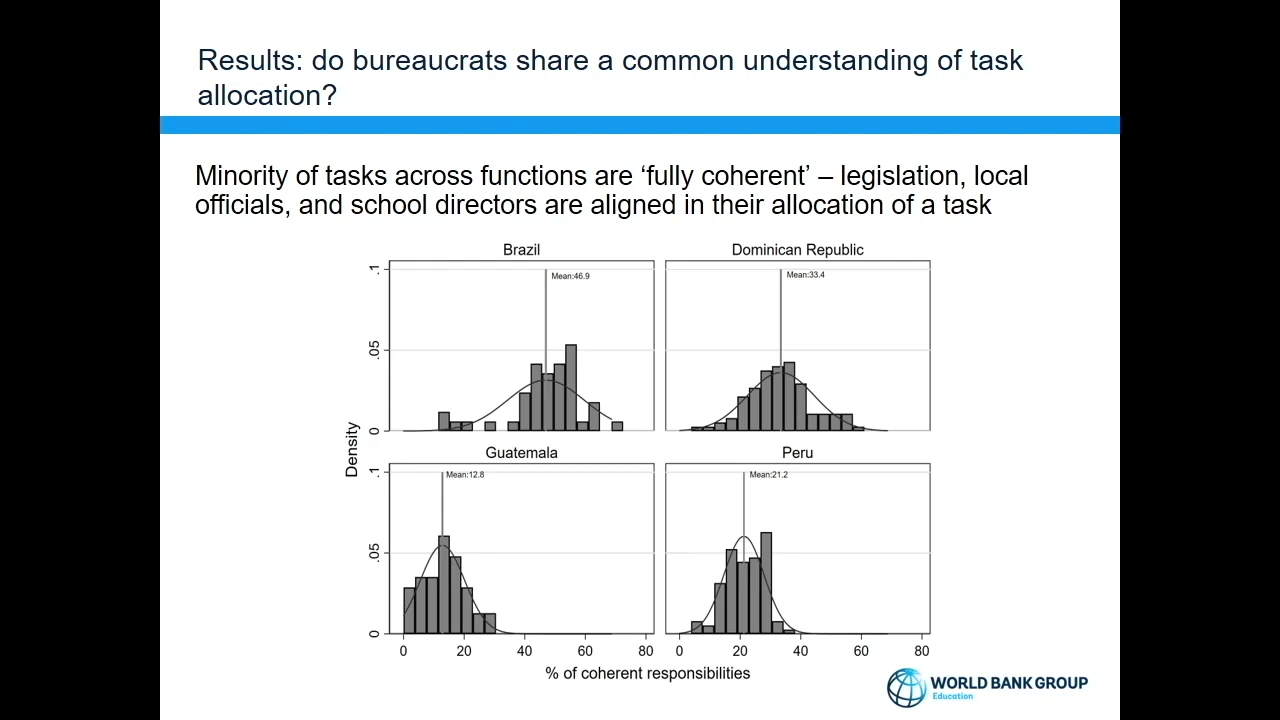 Results: do bureaucrats share a common understanding of task
allocation?
Minority of tasks across functions are ‘fully coherent’ – legislation, local
officials, and school directors are aligned in their allocation of a task
Brazil
Dominican Republic
Mean:46.9
Mean:33.4
.1
.05
0
Guatemala
Peru
Mean:12.8
Mean:21.2
.1
.05
0
Density
0 20 40 60 80
0 20 40 60 80
% of coherent responsibilities
WORLD BANK GROUP
Education